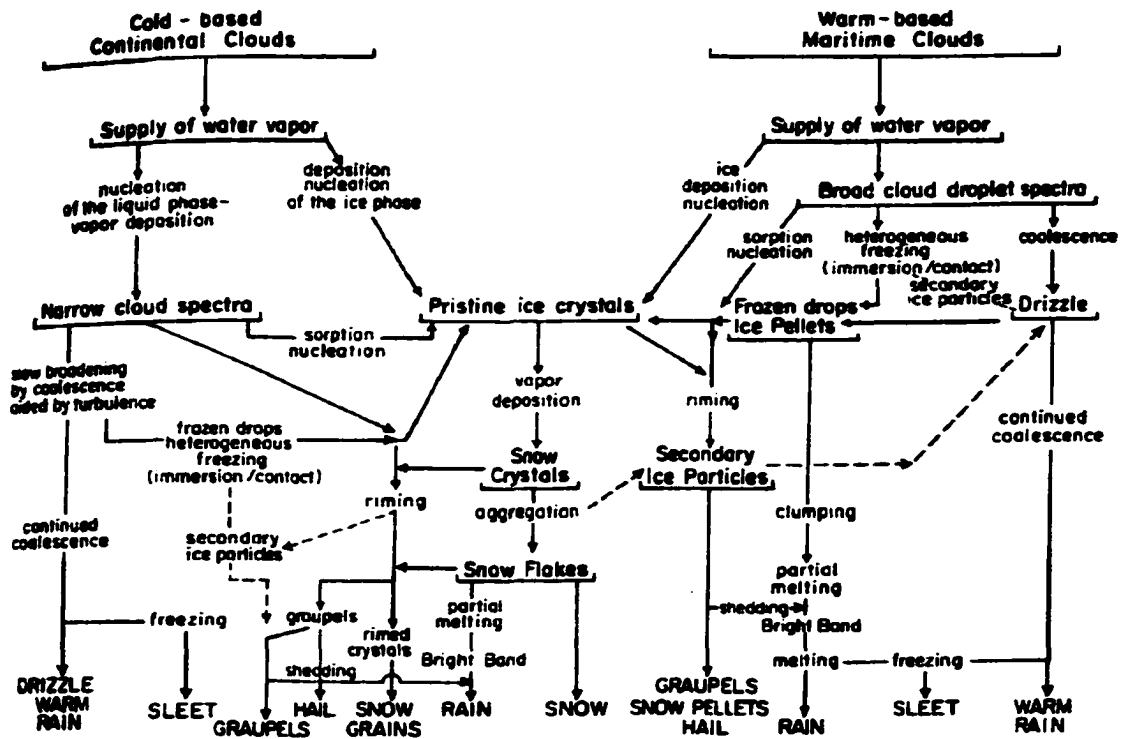 Cold - based
Continental Clouds
Warm - based
Maritime Clouds
Supply of water vapor
Supply of water vapor
nucleation
of the liquid phase-
vapor deposition
deposition
nucleation
of the ice phase
ice
deposition
nucleation
Broad cloud droplet spectra
sorption
nucleation
heterogeneous
freezing
(immersion/contact)
secondary
ice particles
coalescence
Narrow cloud spectra
sorption
nucleation
Pristine ice crystals
Frozen drops
Ice Pellets
Drizzle
slow broadening
by coalescence
aided by turbulence
vapor
deposition
riming
continued
coalescence
frozen drops
heterogeneous
freezing
(immersion/contact)
Snow
Crystals
Secondary
Ice Particles
riming
aggregation
clumping
continued
coalescence
secondary
ice particles
Snow Flakes
partial
melting
freezing
graupels
rimed
crystals
partial
melting
shedding
Bright Band
shedding
Bright Band
melting
freezing
DRIZZLE
WARM
RAIN
SLEET
GRAUPELS
HAIL
SNOW
GRAINS
RAIN
SNOW
GRAUPELS
SNOW PELLETS
HAIL
RAIN
SLEET
WARM
RAIN